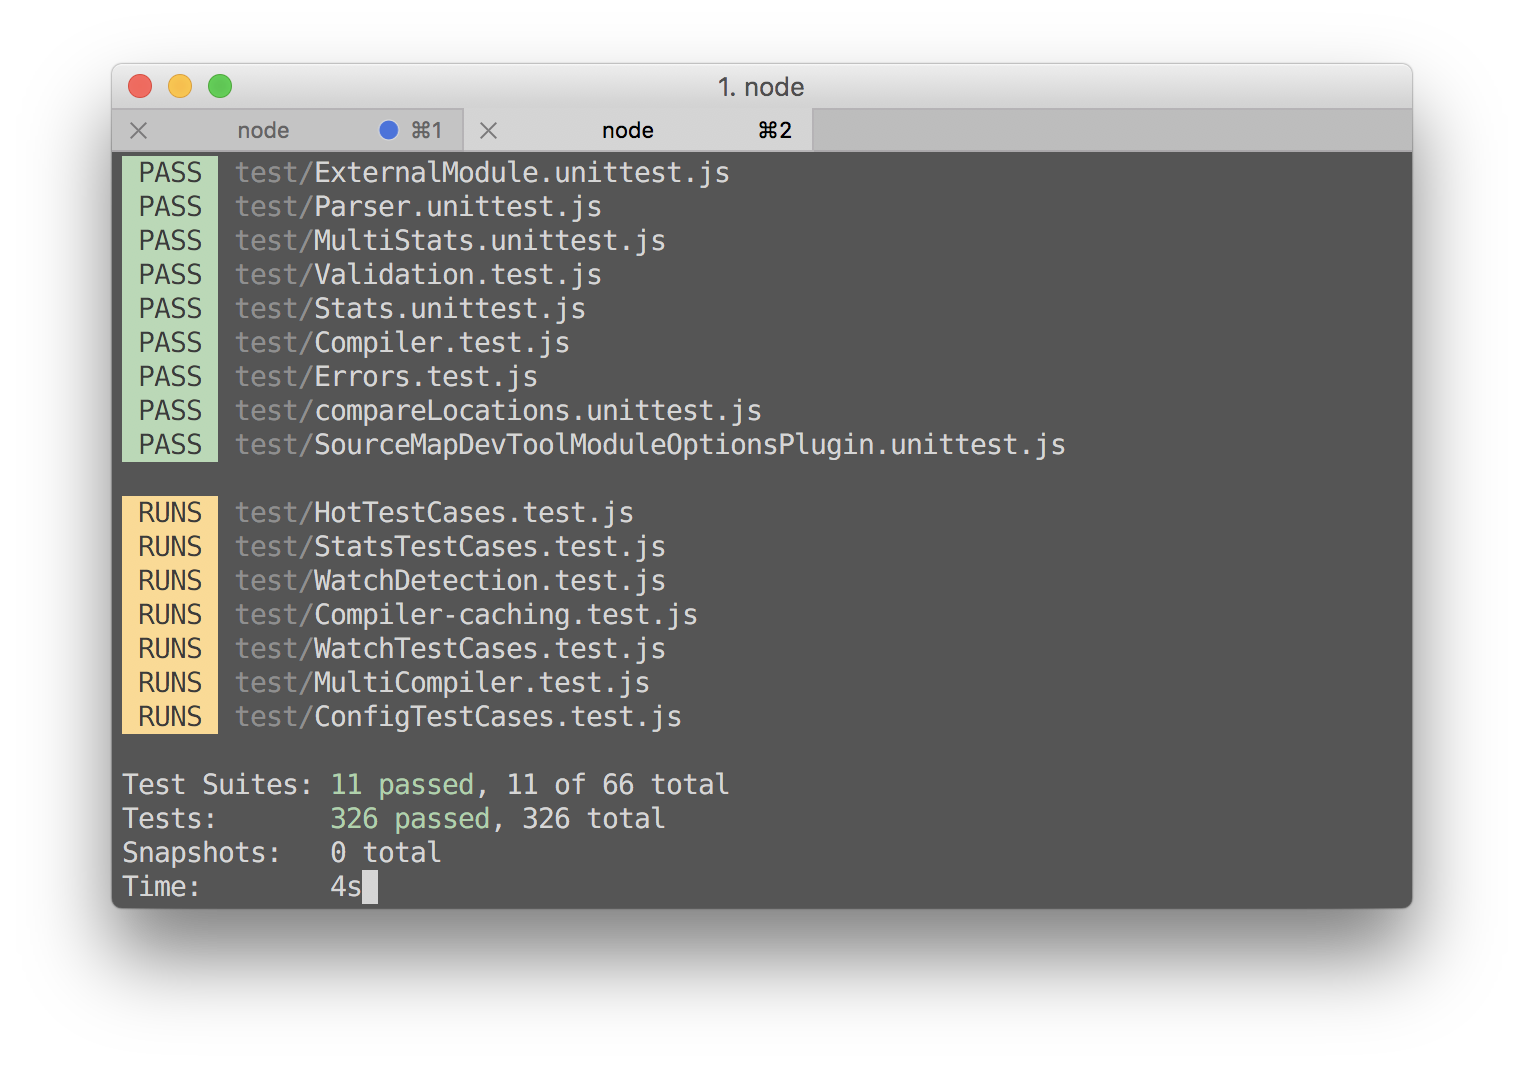 1. node
node ⌘1 node ⌘2
PASS test/ExternalModule.unittest.js
PASS test/Parser.unittest.js
PASS test/MultiStats.unittest.js
PASS test/Validation.test.js
PASS test/Stats.unittest.js
PASS test/Compiler.test.js
PASS test/Errors.test.js
PASS test/compareLocations.unittest.js
PASS test/SourceMapDevToolModuleOptionsPlugin.unittest.js
RUNS test/HotTestCases.test.js
RUNS test/StatsTestCases.test.js
RUNS test/WatchDetection.test.js
RUNS test/Compiler-caching.test.js
RUNS test/WatchTestCases.test.js
RUNS test/MultiCompiler.test.js
RUNS test/ConfigTestCases.test.js
Test Suites: 11 passed, 11 of 66 total
Tests: 326 passed, 326 total
Snapshots: 0 total
Time: 4s